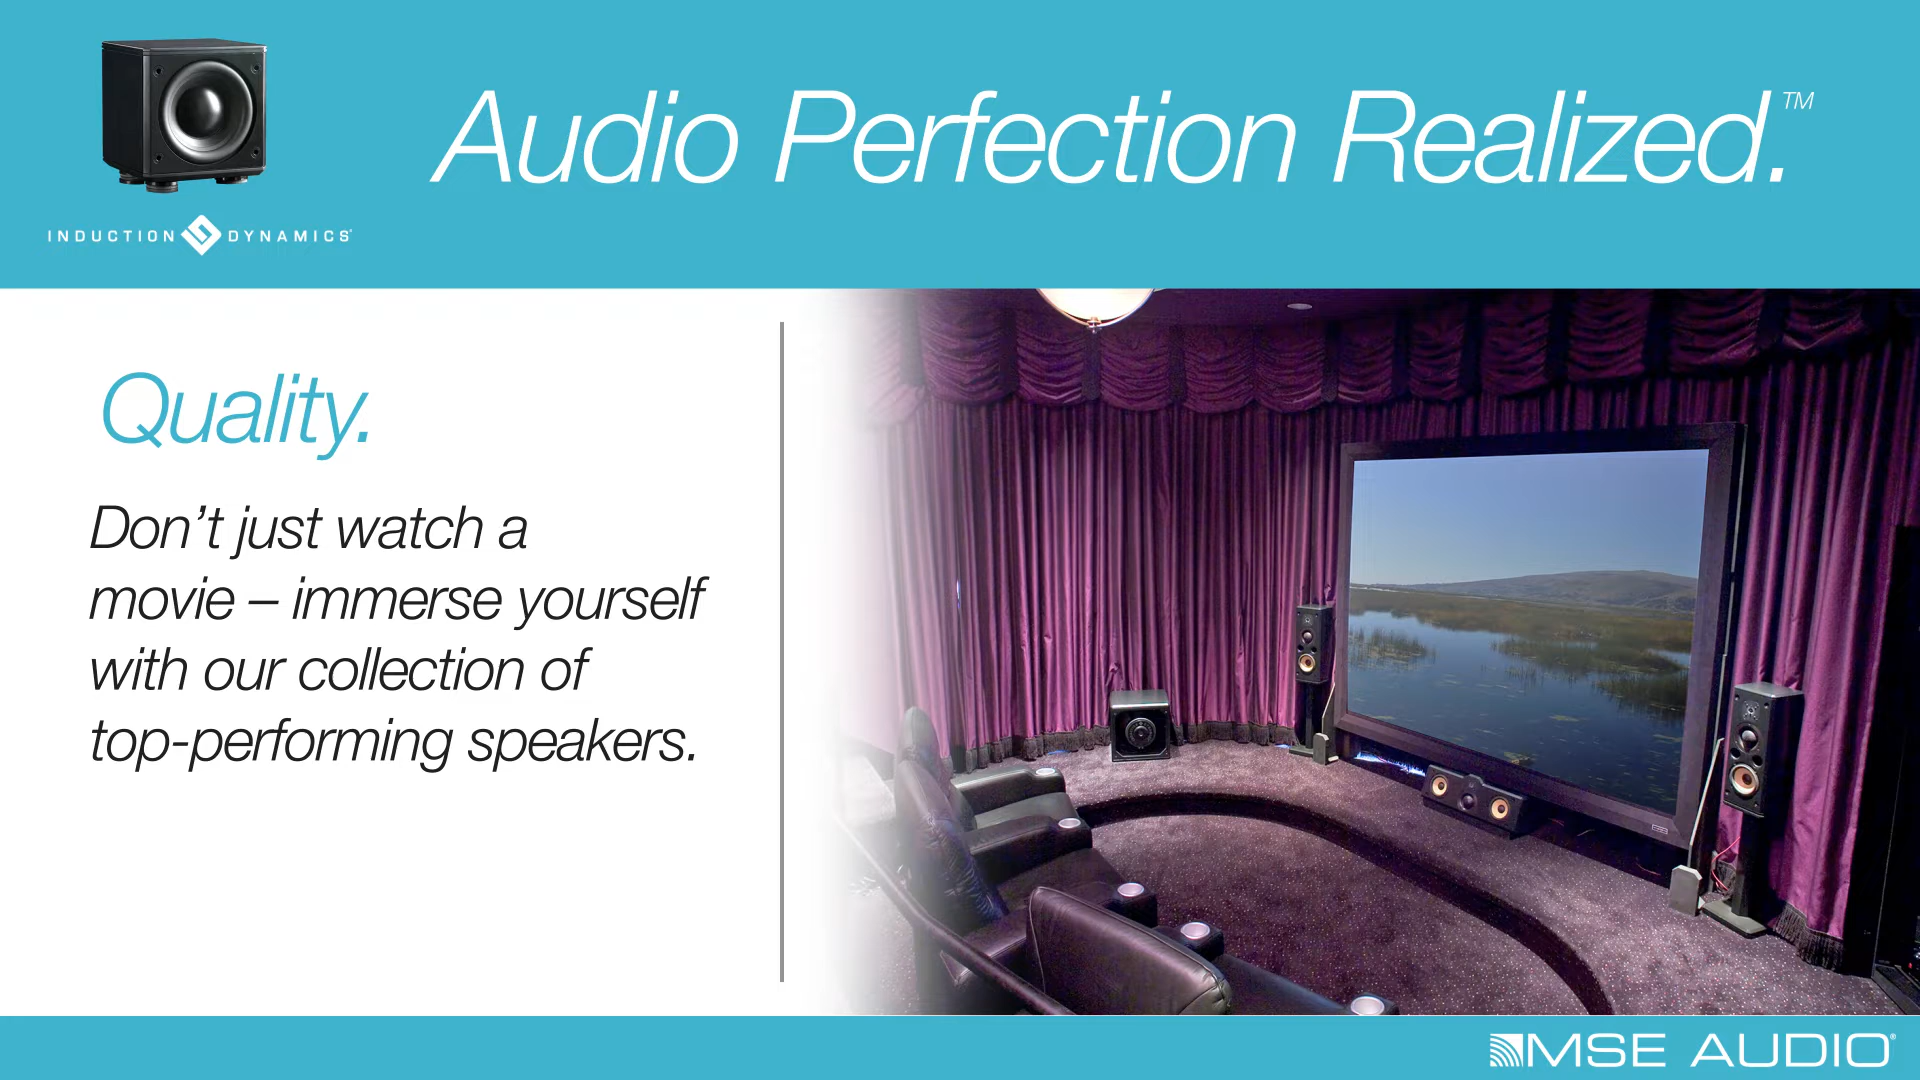 Audio Perfection Realized.™
INDUCTION DYNAMICS®
Quality.
Don’t just watch a
movie – immerse yourself
with our collection of
top-performing speakers.
MSE AUDIO®